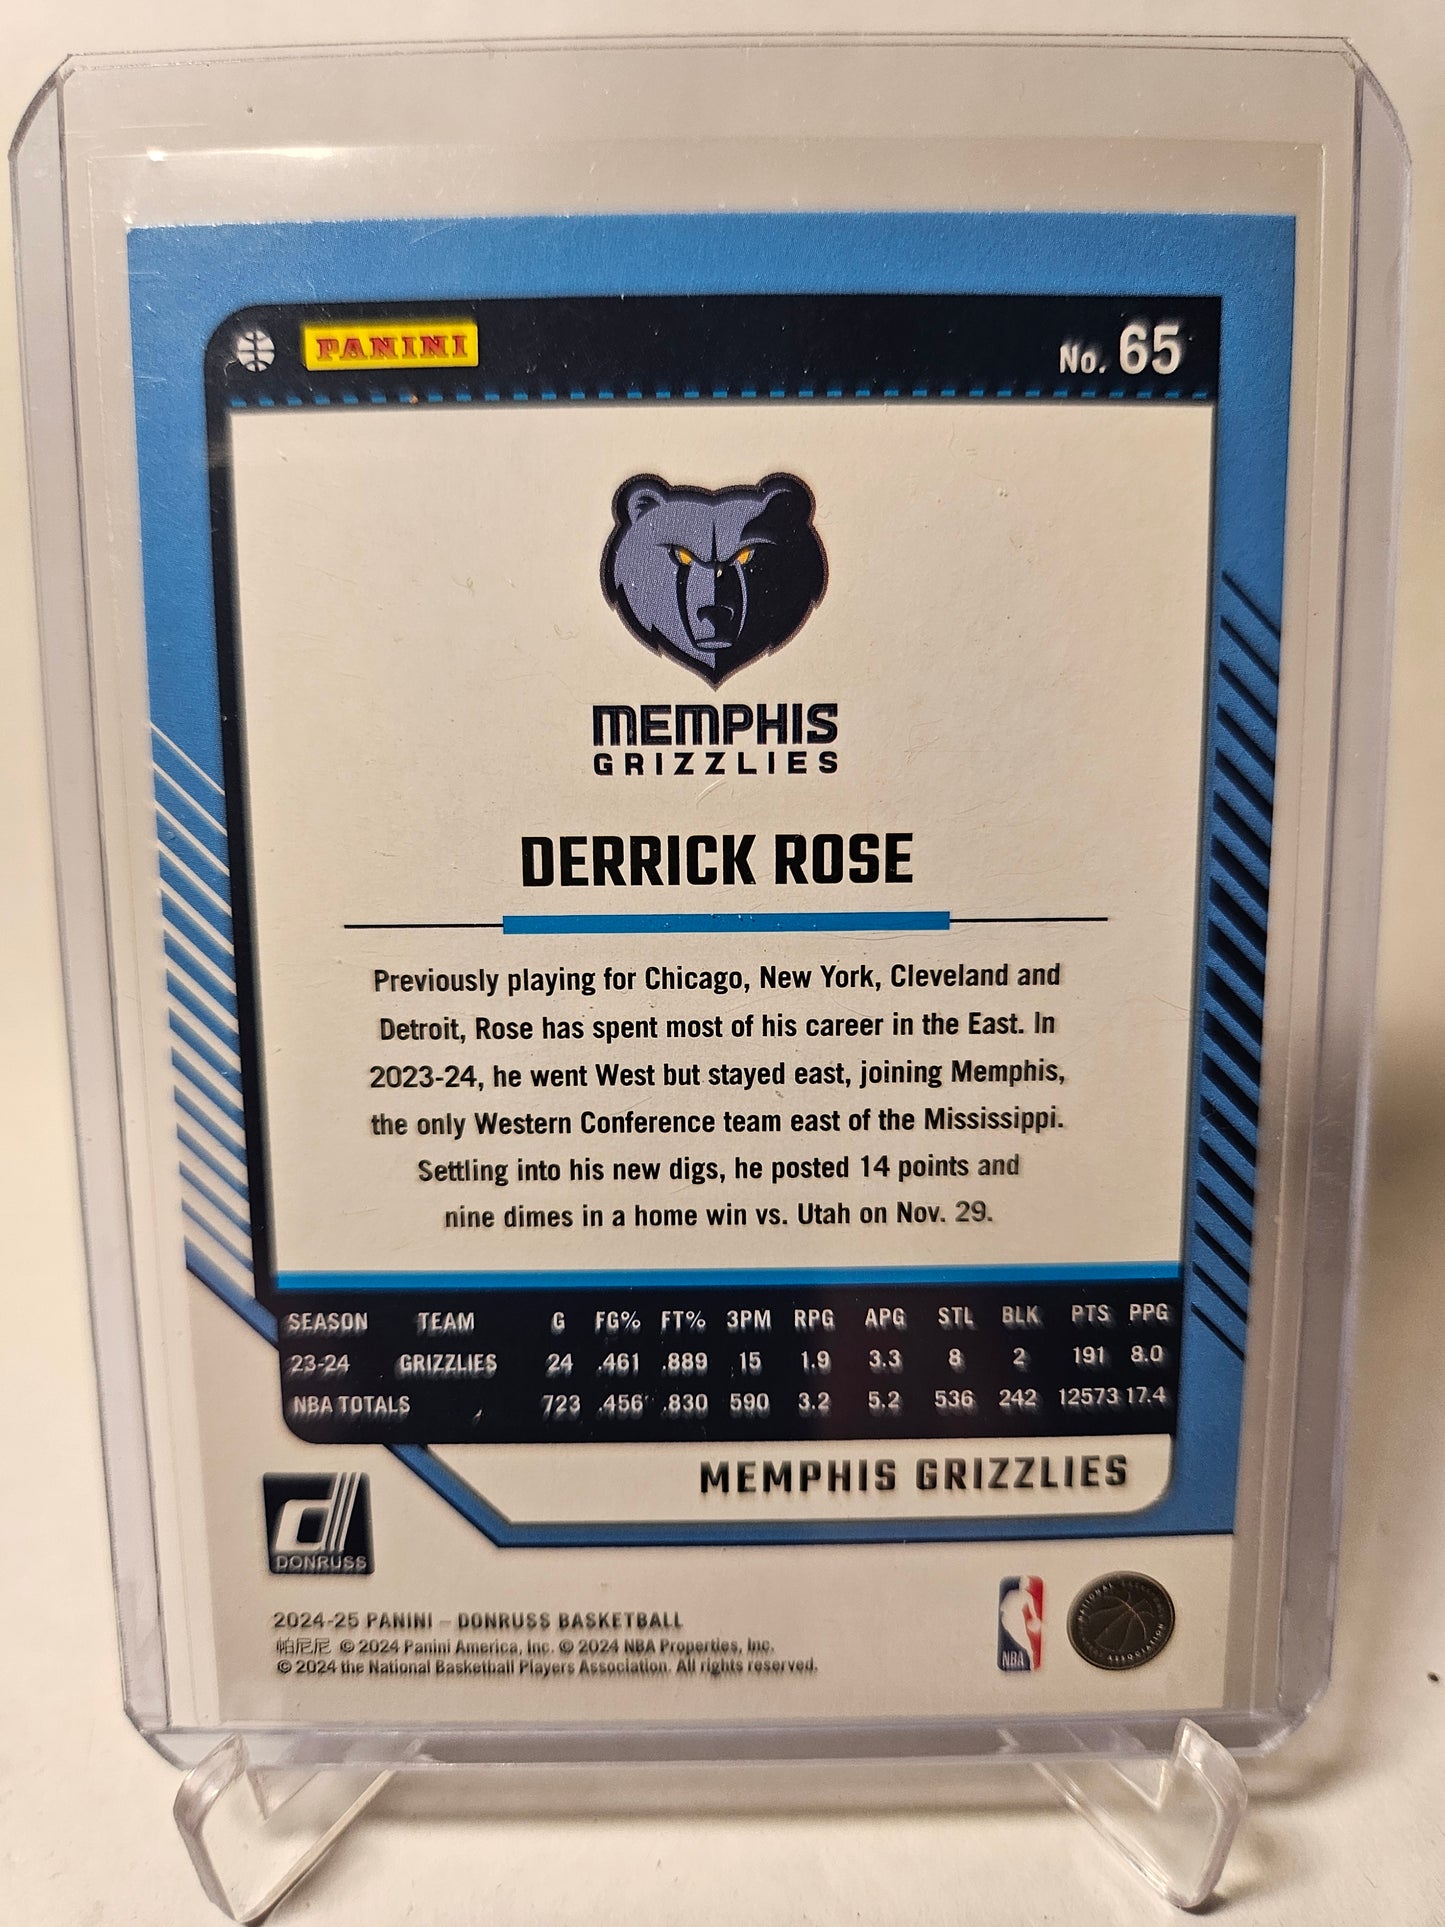 PANINI
No. 65
MEMPHIS
GRIZZLIES
DERRICK ROSE
Previously playing for Chicago, New York, Cleveland and
Detroit, Rose has spent most of his career in the East. In
2023-24, he went West but stayed east, joining Memphis,
the only Western Conference team east of the Mississippi.
Settling into his new digs, he posted 14 points and
nine dimes in a home win vs. Utah on Nov. 29.
SEASON TEAM G FG% FT% 3PM RPG APG STL BLK PTS PPG
23-24 GRIZZLIES 24 .461 .889 15 1.9 3.3 8 2 191 8.0
NBA TOTALS 723 .456 .830 590 3.2 5.2 536 242 12573 17.4
MEMPHIS GRIZZLIES
d
DONRUSS
2024-25 PANINI – DONRUSS BASKETBALL
帕尼尼 © 2024 Panini America, Inc. © 2024 NBA Properties, Inc.
© 2024 the National Basketball Players Association. All rights reserved.
NBA
NATIONAL BASKETBALL
PLAYERS ASSOCIATION